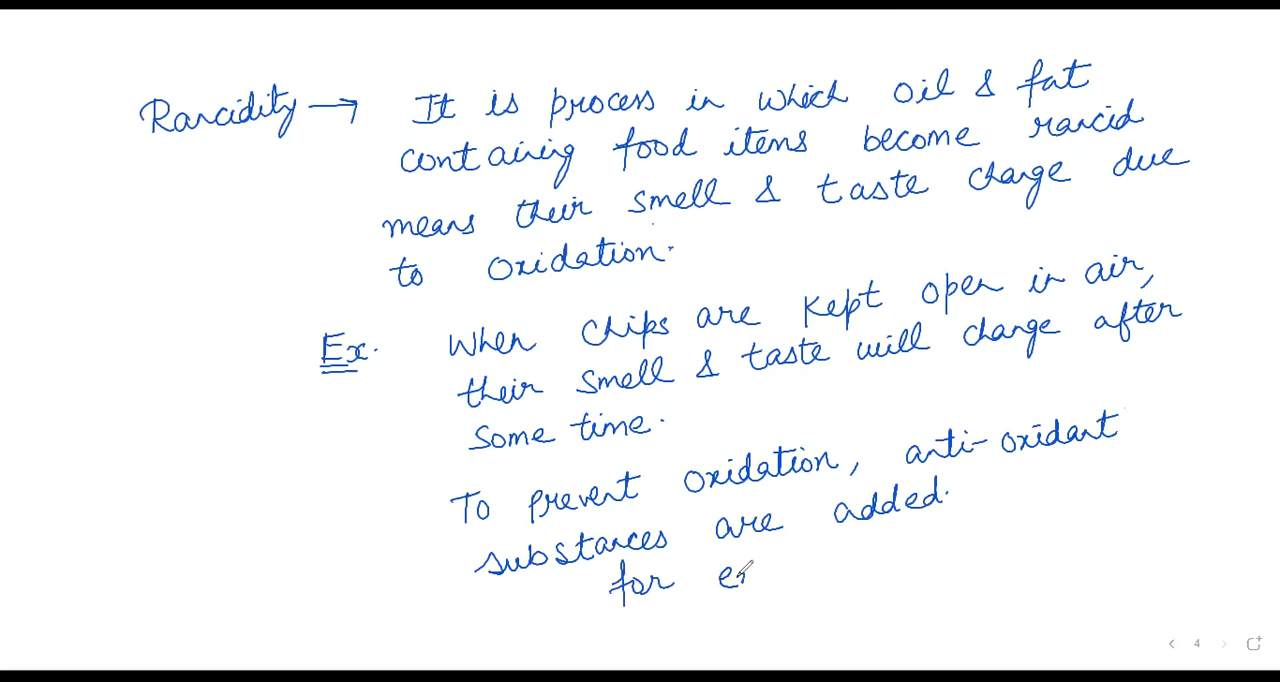 Rancidity → It is process in which oil & fat
containing food items become rancid
means their smell & taste change due
to oxidation.
Ex. When chips are kept open in air,
their smell & taste will change after
some time.
To prevent oxidation, anti-oxidant
substances are added.
for ex
4